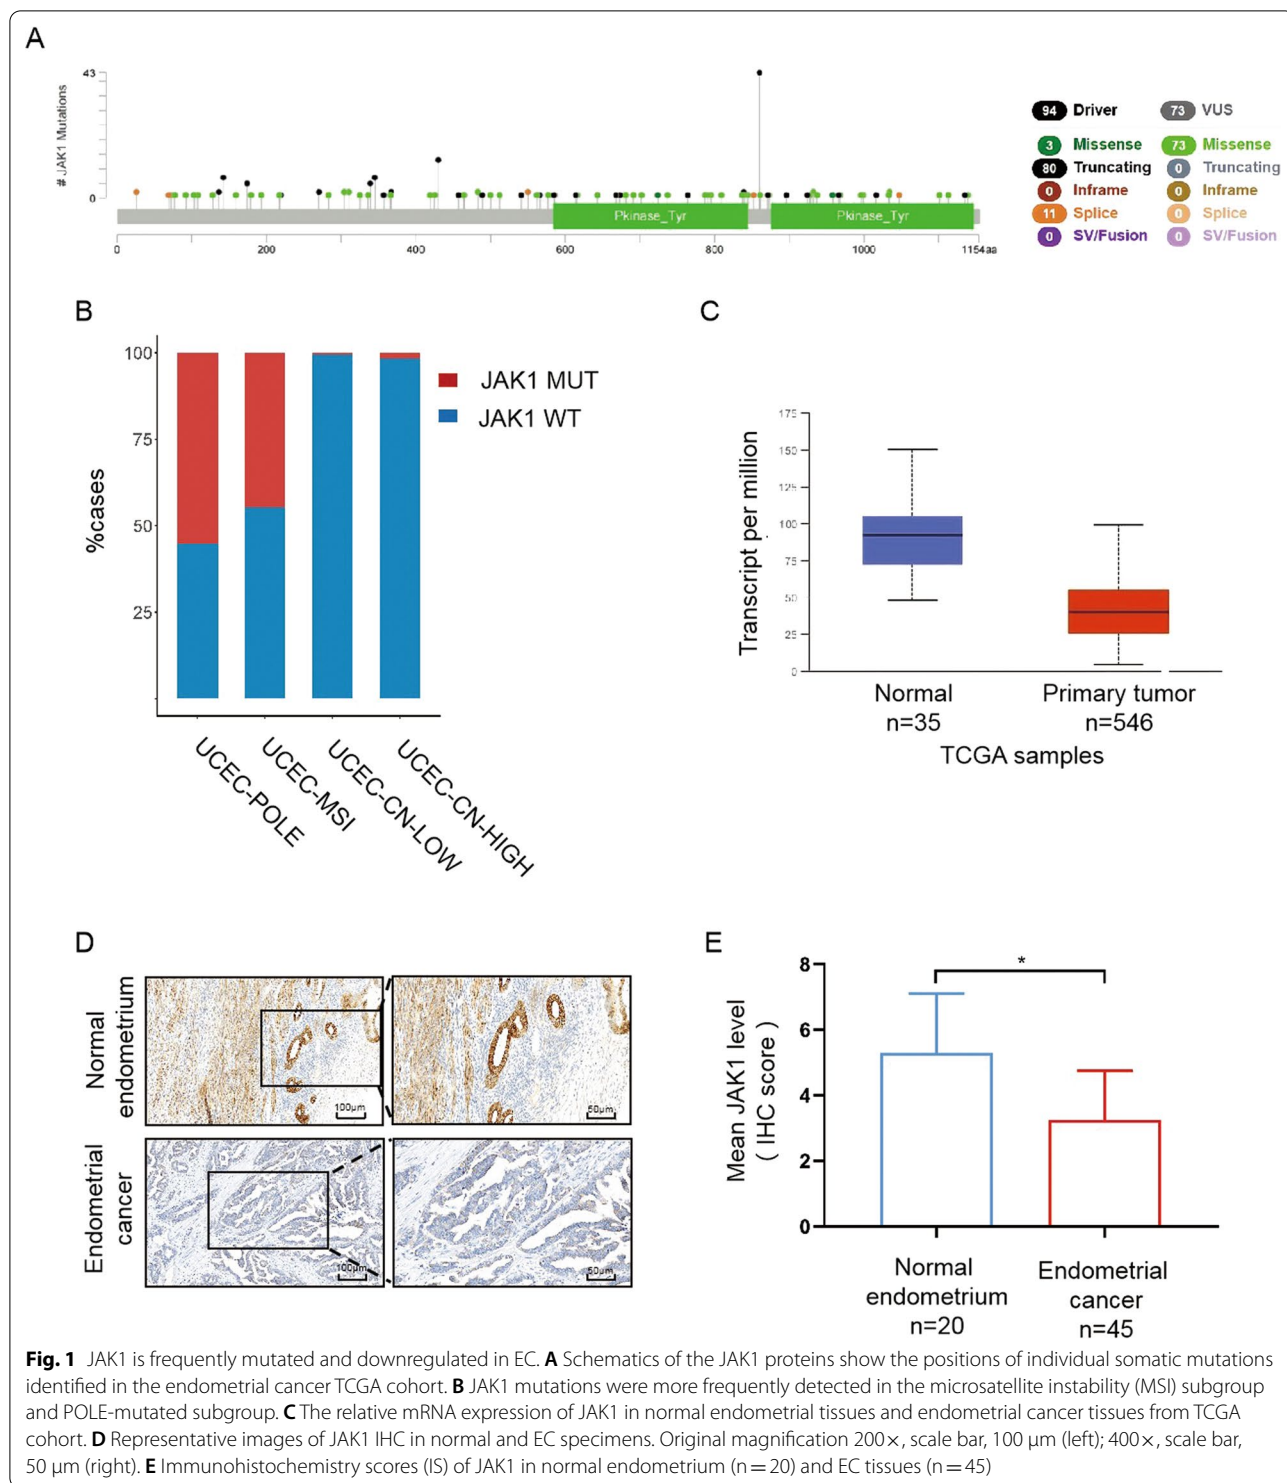 A
43
0
# JAK1 Mutations
Pkinase_Tyr
Pkinase_Tyr
0
200
400
600
800
1000
1154aa
94 Driver
73 VUS
3 Missense
73 Missense
80 Truncating
0 Truncating
0 Inframe
0 Inframe
11 Splice
0 Splice
0 SV/Fusion
0 SV/Fusion
B
%cases
100
75
50
25
JAK1 MUT
JAK1 WT
UCEC-POLE
UCEC-MSI
UCEC-CN-LOW
UCEC-CN-HIGH
C
Transcript per million
175
150
125
100
75
50
25
0
Normal
n=35
Primary tumor
n=546
TCGA samples
D
Normal
endometrium
100µm
50µm
Endometrial
cancer
100µm
50µm
E
Mean JAK1 level
( IHC score )
8
6
4
2
0
*
Normal
endometrium
n=20
Endometrial
cancer
n=45
Fig. 1 JAK1 is frequently mutated and downregulated in EC. A Schematics of the JAK1 proteins show the positions of individual somatic mutations
identified in the endometrial cancer TCGA cohort. B JAK1 mutations were more frequently detected in the microsatellite instability (MSI) subgroup
and POLE-mutated subgroup. C The relative mRNA expression of JAK1 in normal endometrial tissues and endometrial cancer tissues from TCGA
cohort. D Representative images of JAK1 IHC in normal and EC specimens. Original magnification 200×, scale bar, 100 µm (left); 400×, scale bar,
50 µm (right). E Immunohistochemistry scores (IS) of JAK1 in normal endometrium (n = 20) and EC tissues (n = 45)